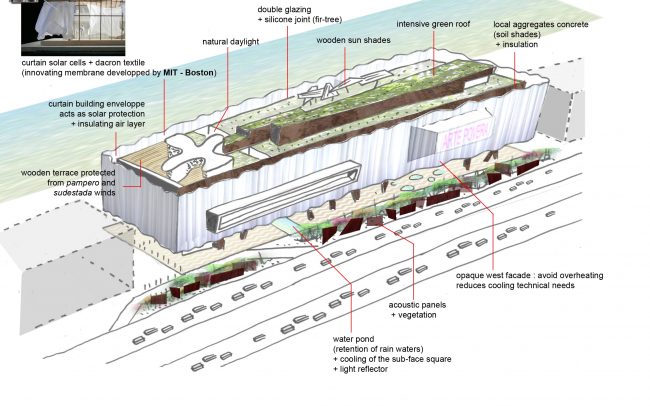 double glazing
+ silicone joint (fir-tree)
intensive green roof
local aggregates concrete
(soil shades)
+ insulation
natural daylight
wooden sun shades
curtain solar cells + dacron textile
(innovating membrane developped by MIT - Boston)
curtain building enveloppe
acts as solar protection
+ insulating air layer
ARTE POVERA
wooden terrace protected
from pampero and
sudestada winds
opaque west facade : avoid overheating
reduces cooling technical needs
acoustic panels
+ vegetation
water pond
(retention of rain waters)
+ cooling of the sub-face square
+ light reflector